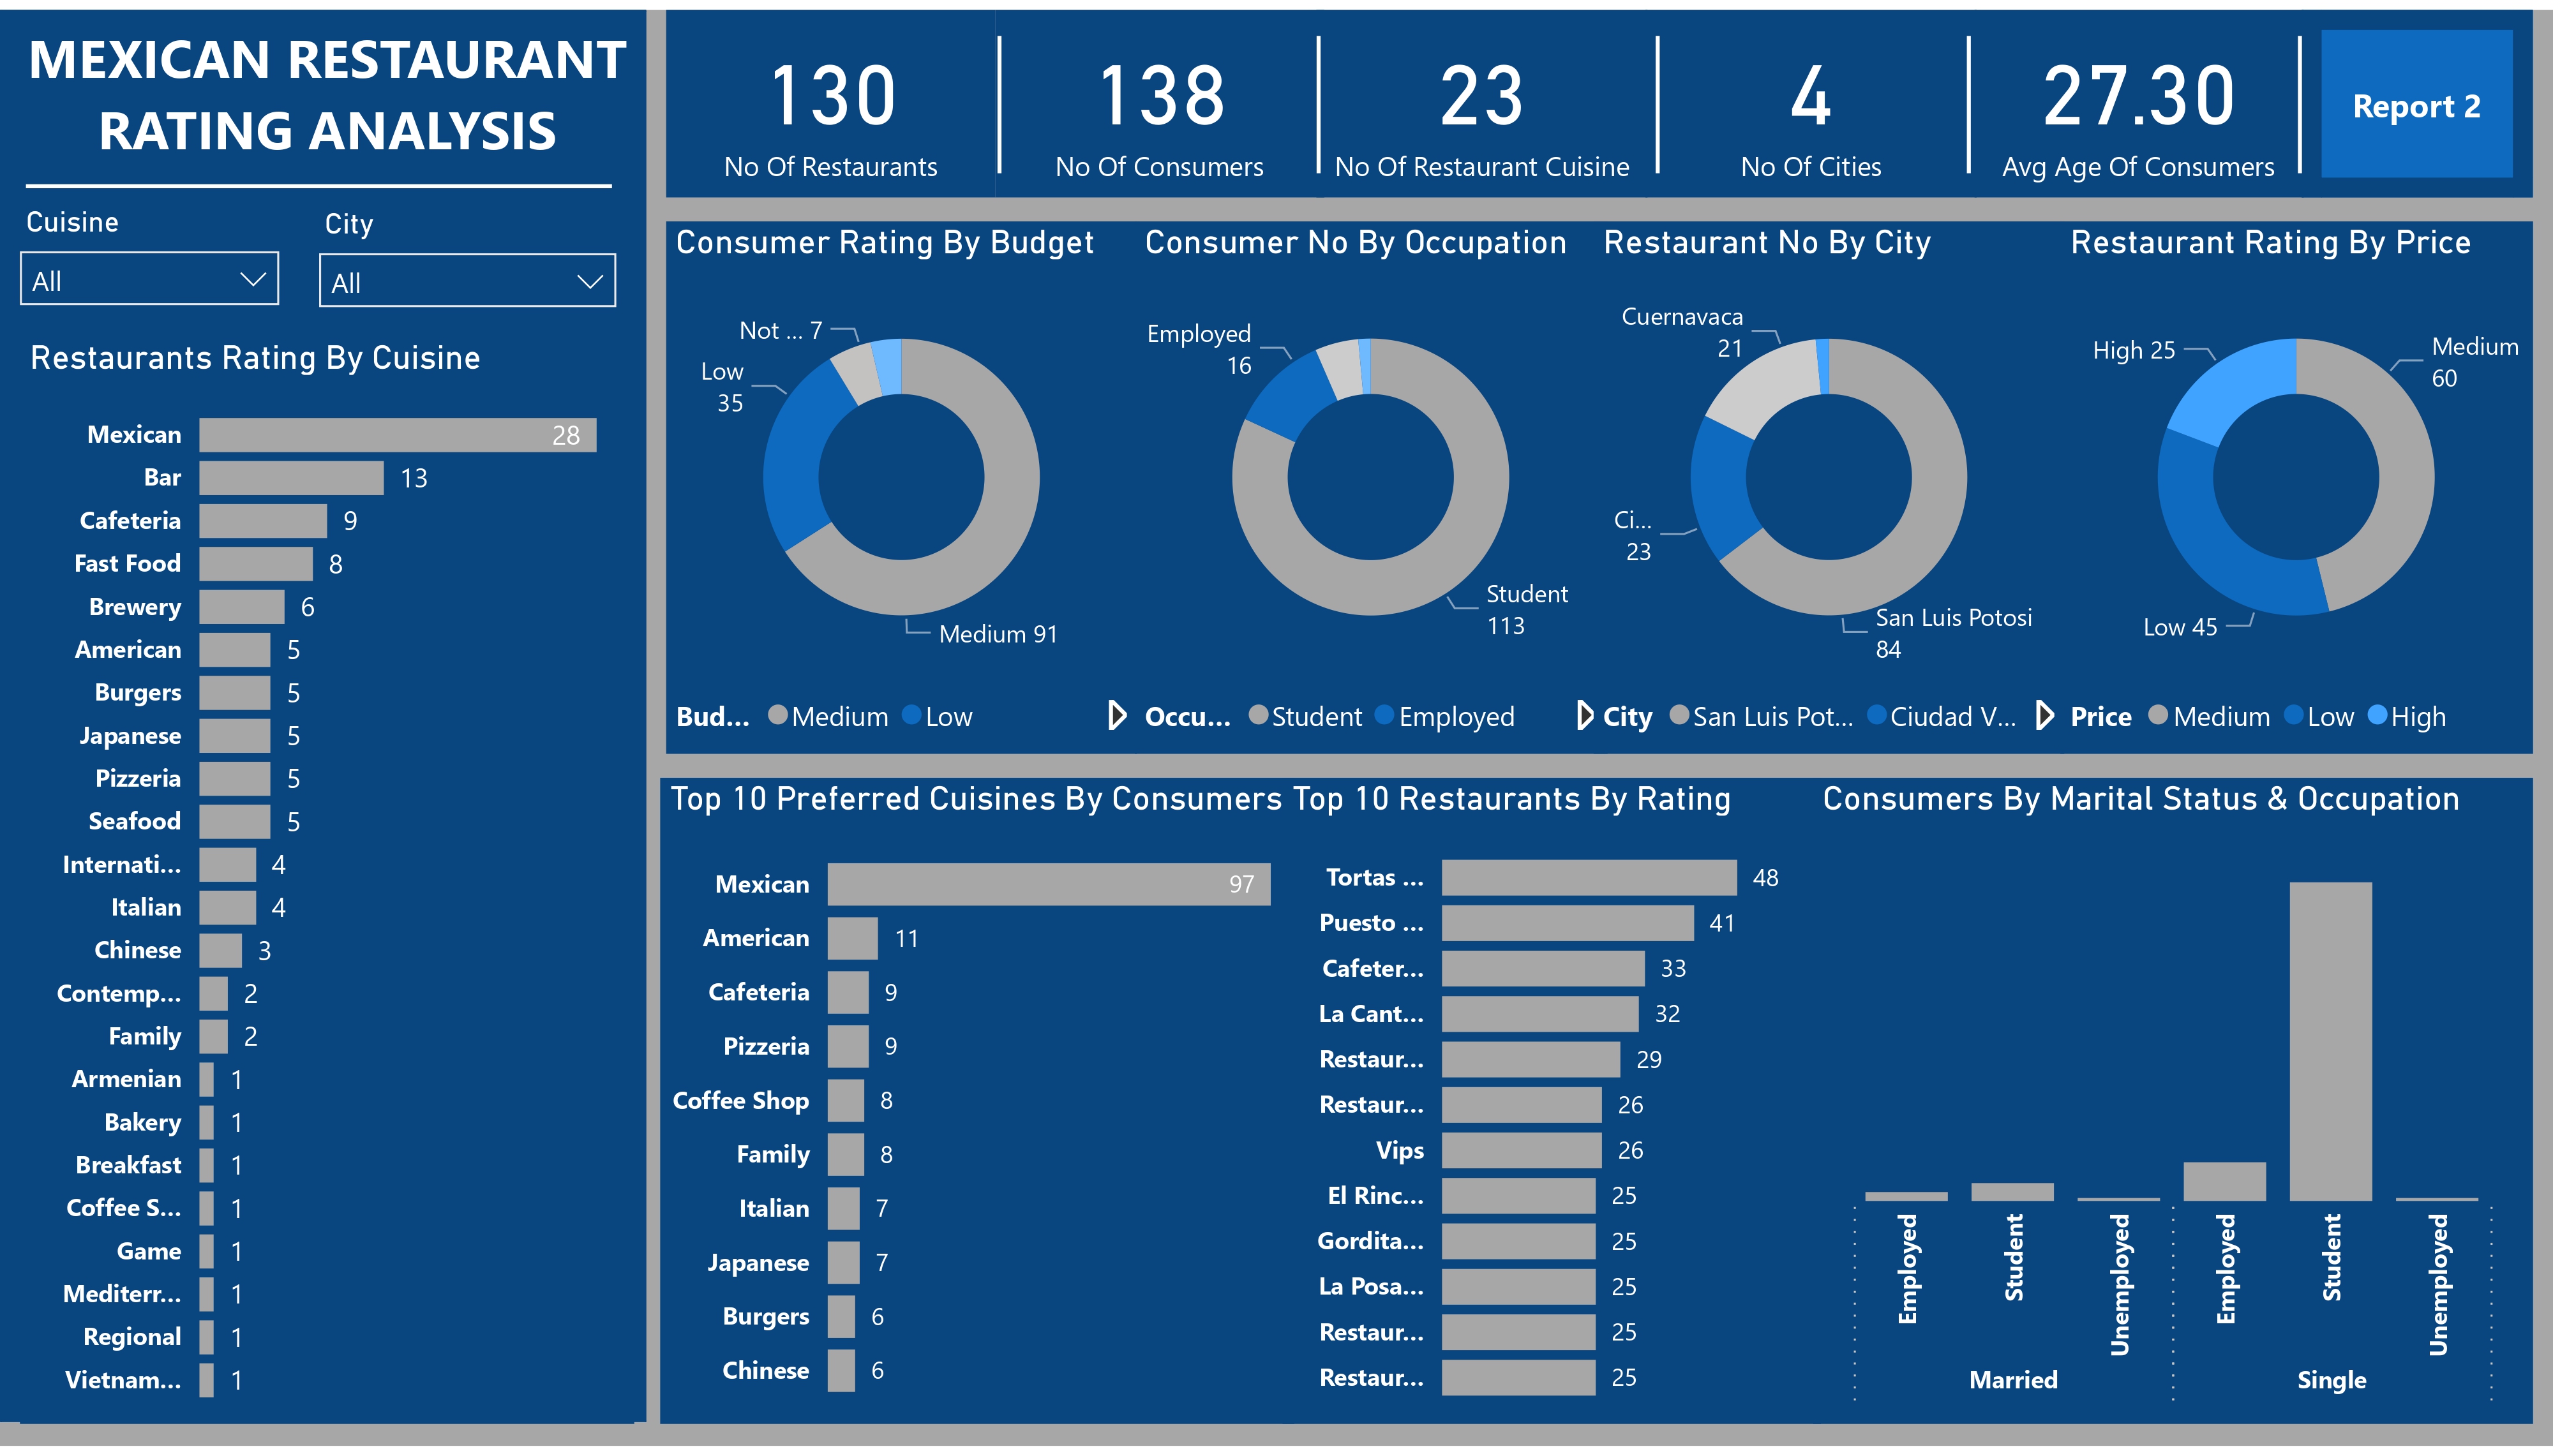 MEXICAN RESTAURANT
RATING ANALYSIS
Cuisine
City
All
All
Restaurants Rating By Cuisine
Mexican 28
Bar 13
Cafeteria 9
Fast Food 8
Brewery 6
American 5
Burgers 5
Japanese 5
Pizzeria 5
Seafood 5
Internati... 4
Italian 4
Chinese 3
Contemp... 2
Family 2
Armenian 1
Bakery 1
Breakfast 1
Coffee S... 1
Game 1
Mediterr... 1
Regional 1
Vietnam... 1
130
No Of Restaurants
138
No Of Consumers
23
No Of Restaurant Cuisine
4
No Of Cities
27.30
Avg Age Of Consumers
Report 2
Consumer Rating By Budget
Not ... 7
Low
35
Medium 91
Bud... Medium Low
Consumer No By Occupation
Employed
16
Student
113
Occu... Student Employed
Restaurant No By City
Cuernavaca
21
Ci...
23
San Luis Potosi
84
City San Luis Pot... Ciudad V...
Restaurant Rating By Price
High 25
Medium
60
Low 45
Price Medium Low High
Top 10 Preferred Cuisines By Consumers
Mexican 97
American 11
Cafeteria 9
Pizzeria 9
Coffee Shop 8
Family 8
Italian 7
Japanese 7
Burgers 6
Chinese 6
Top 10 Restaurants By Rating
Tortas ... 48
Puesto ... 41
Cafeter... 33
La Cant... 32
Restaur... 29
Restaur... 26
Vips 26
El Rinc... 25
Gordita... 25
La Posa... 25
Restaur... 25
Restaur... 25
Consumers By Marital Status & Occupation
Employed
Student
Unemployed
Employed
Student
Unemployed
Married
Single